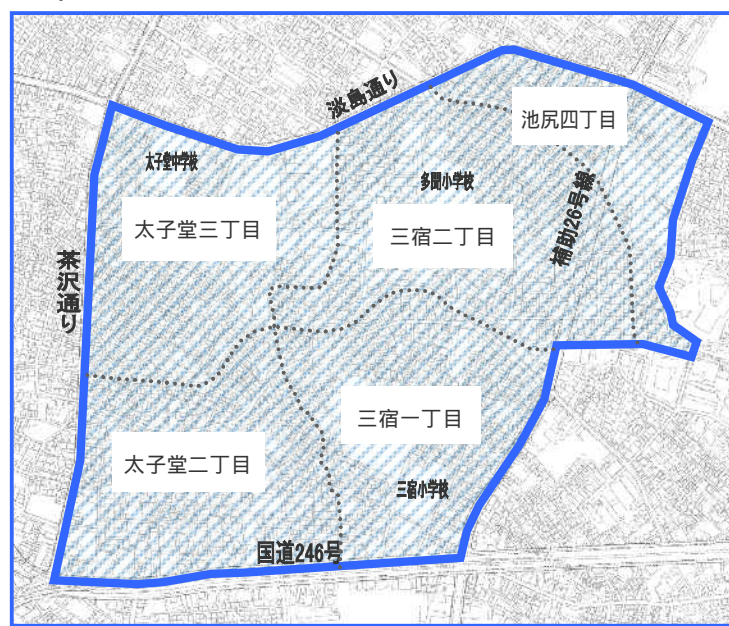 淡島通り
池尻四丁目
太子堂中学校
多聞小学校
太子堂三丁目
三宿二丁目
補助26号線
茶沢通り
三宿一丁目
太子堂二丁目
三宿小学校
国道246号